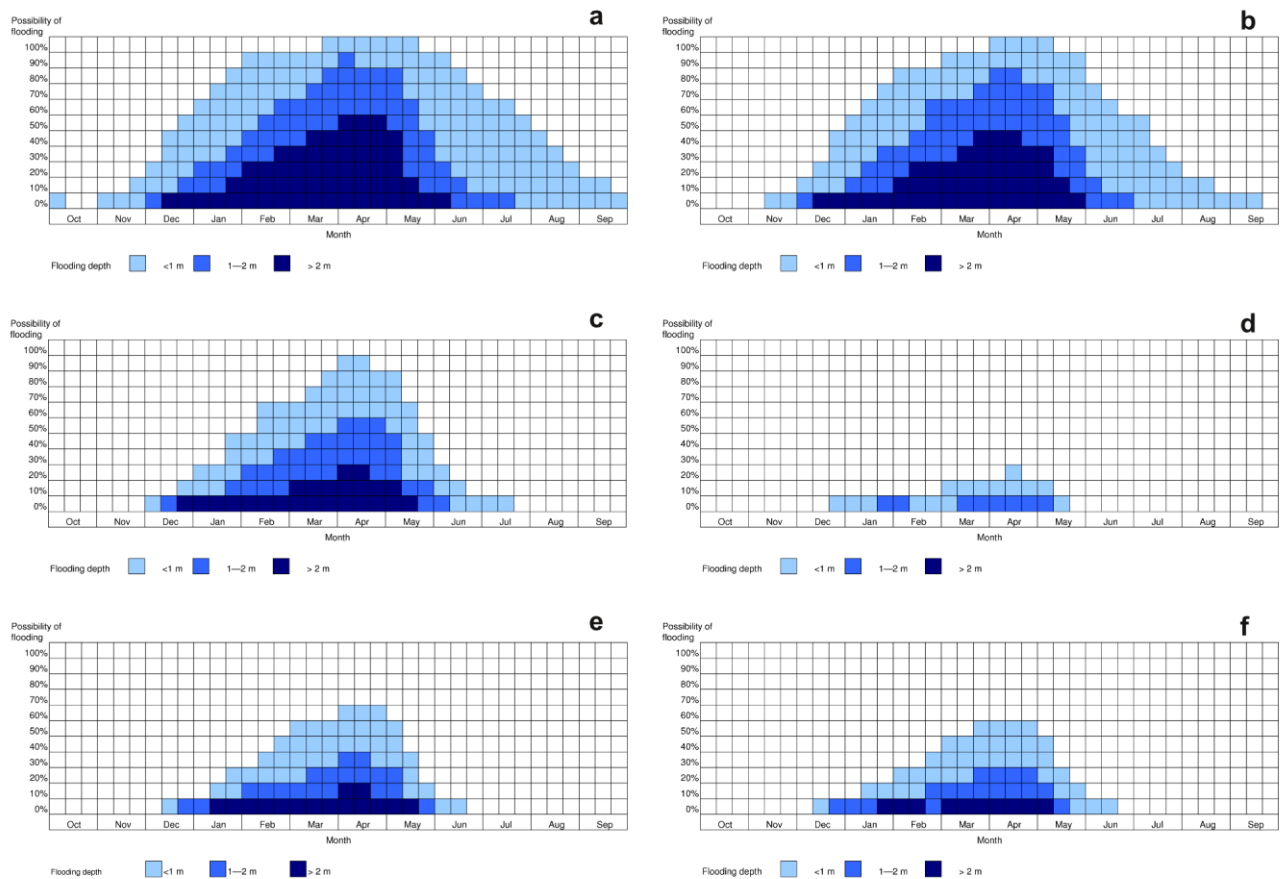 a
Possibility of
flooding
100%
90%
80%
70%
60%
50%
40%
30%
20%
10%
0%
Oct Nov Dec Jan Feb Mar Apr May Jun Jul Aug Sep
Month
Flooding depth <1 m 1—2 m > 2 m
b
Possibility of
flooding
100%
90%
80%
70%
60%
50%
40%
30%
20%
10%
0%
Oct Nov Dec Jan Feb Mar Apr May Jun Jul Aug Sep
Month
Flooding depth <1 m 1—2 m > 2 m
c
Possibility of
flooding
100%
90%
80%
70%
60%
50%
40%
30%
20%
10%
0%
Oct Nov Dec Jan Feb Mar Apr May Jun Jul Aug Sep
Month
Flooding depth <1 m 1—2 m > 2 m
d
Possibility of
flooding
100%
90%
80%
70%
60%
50%
40%
30%
20%
10%
0%
Oct Nov Dec Jan Feb Mar Apr May Jun Jul Aug Sep
Month
Flooding depth <1 m 1—2 m > 2 m
e
Possibility of
flooding
100%
90%
80%
70%
60%
50%
40%
30%
20%
10%
0%
Oct Nov Dec Jan Feb Mar Apr May Jun Jul Aug Sep
Month
Flooding depth <1 m 1—2 m > 2 m
f
Possibility of
flooding
100%
90%
80%
70%
60%
50%
40%
30%
20%
10%
0%
Oct Nov Dec Jan Feb Mar Apr May Jun Jul Aug Sep
Month
Flooding depth <1 m 1—2 m > 2 m